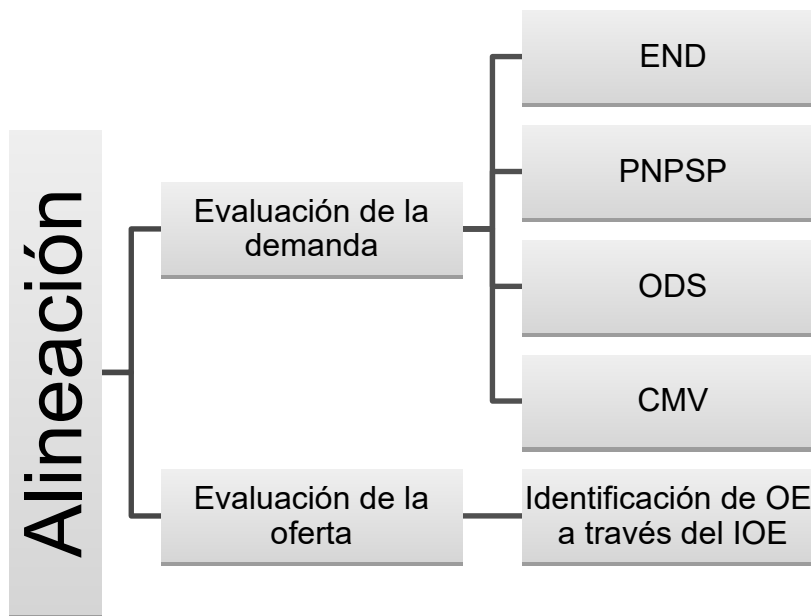 Alineación
Evaluación de la
demanda
END
PNPSP
ODS
CMV
Evaluación de la
oferta
Identificación de OE
a través del IOE